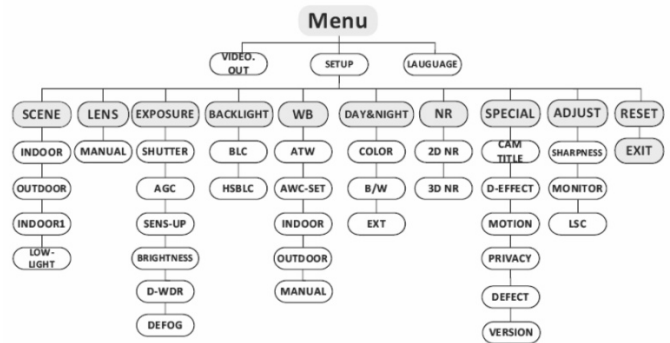 Menu
VIDEO.
OUT
SETUP
LAUGUAGE
SCENE
LENS
EXPOSURE
BACKLIGHT
WB
DAY&NIGHT
NR
SPECIAL
ADJUST
RESET
INDOOR
MANUAL
SHUTTER
BLC
ATW
COLOR
2D NR
CAM
TITLE
SHARPNESS
EXIT
OUTDOOR
AGC
HSBLC
AWC-SET
B/W
3D NR
D-EFFECT
MONITOR
INDOOR1
SENS-UP
INDOOR
EXT
MOTION
LSC
LOW-
LIGHT
BRIGHTNESS
OUTDOOR
PRIVACY
D-WDR
MANUAL
DEFECT
DEFOG
VERSION